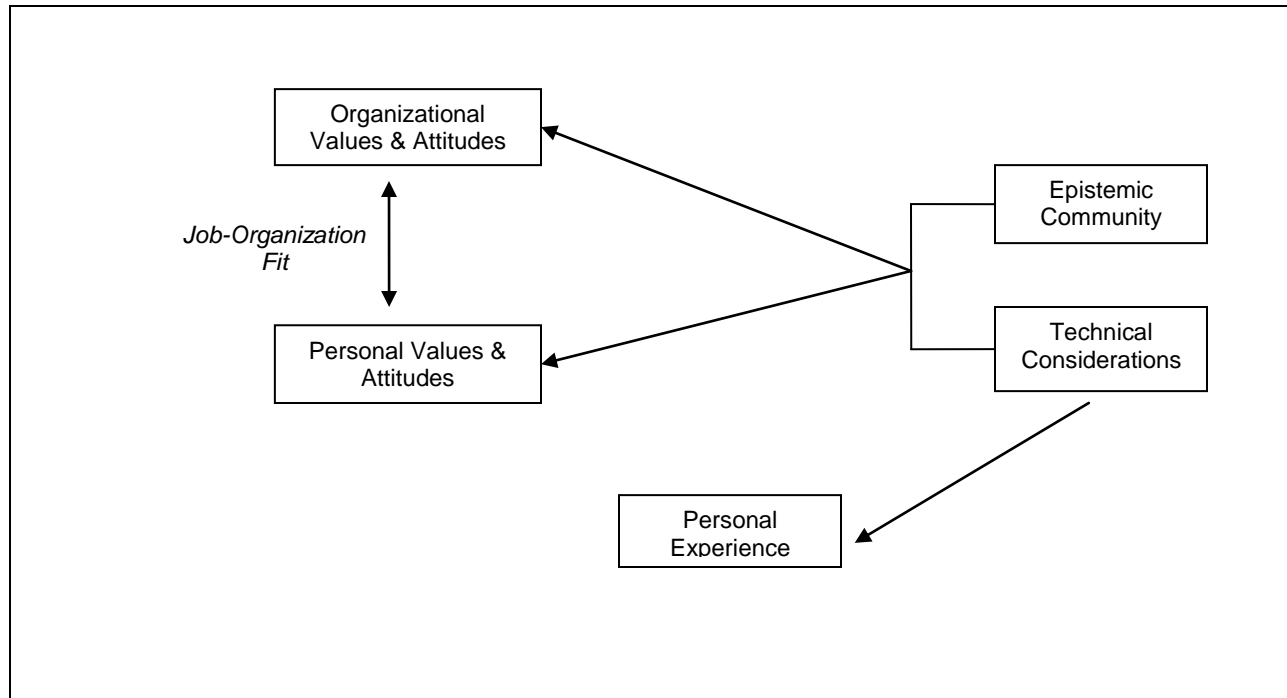 Organizational
Values & Attitudes
Epistemic
Community
Job-Organization
Fit
Personal Values &
Attitudes
Technical
Considerations
Personal
Experience